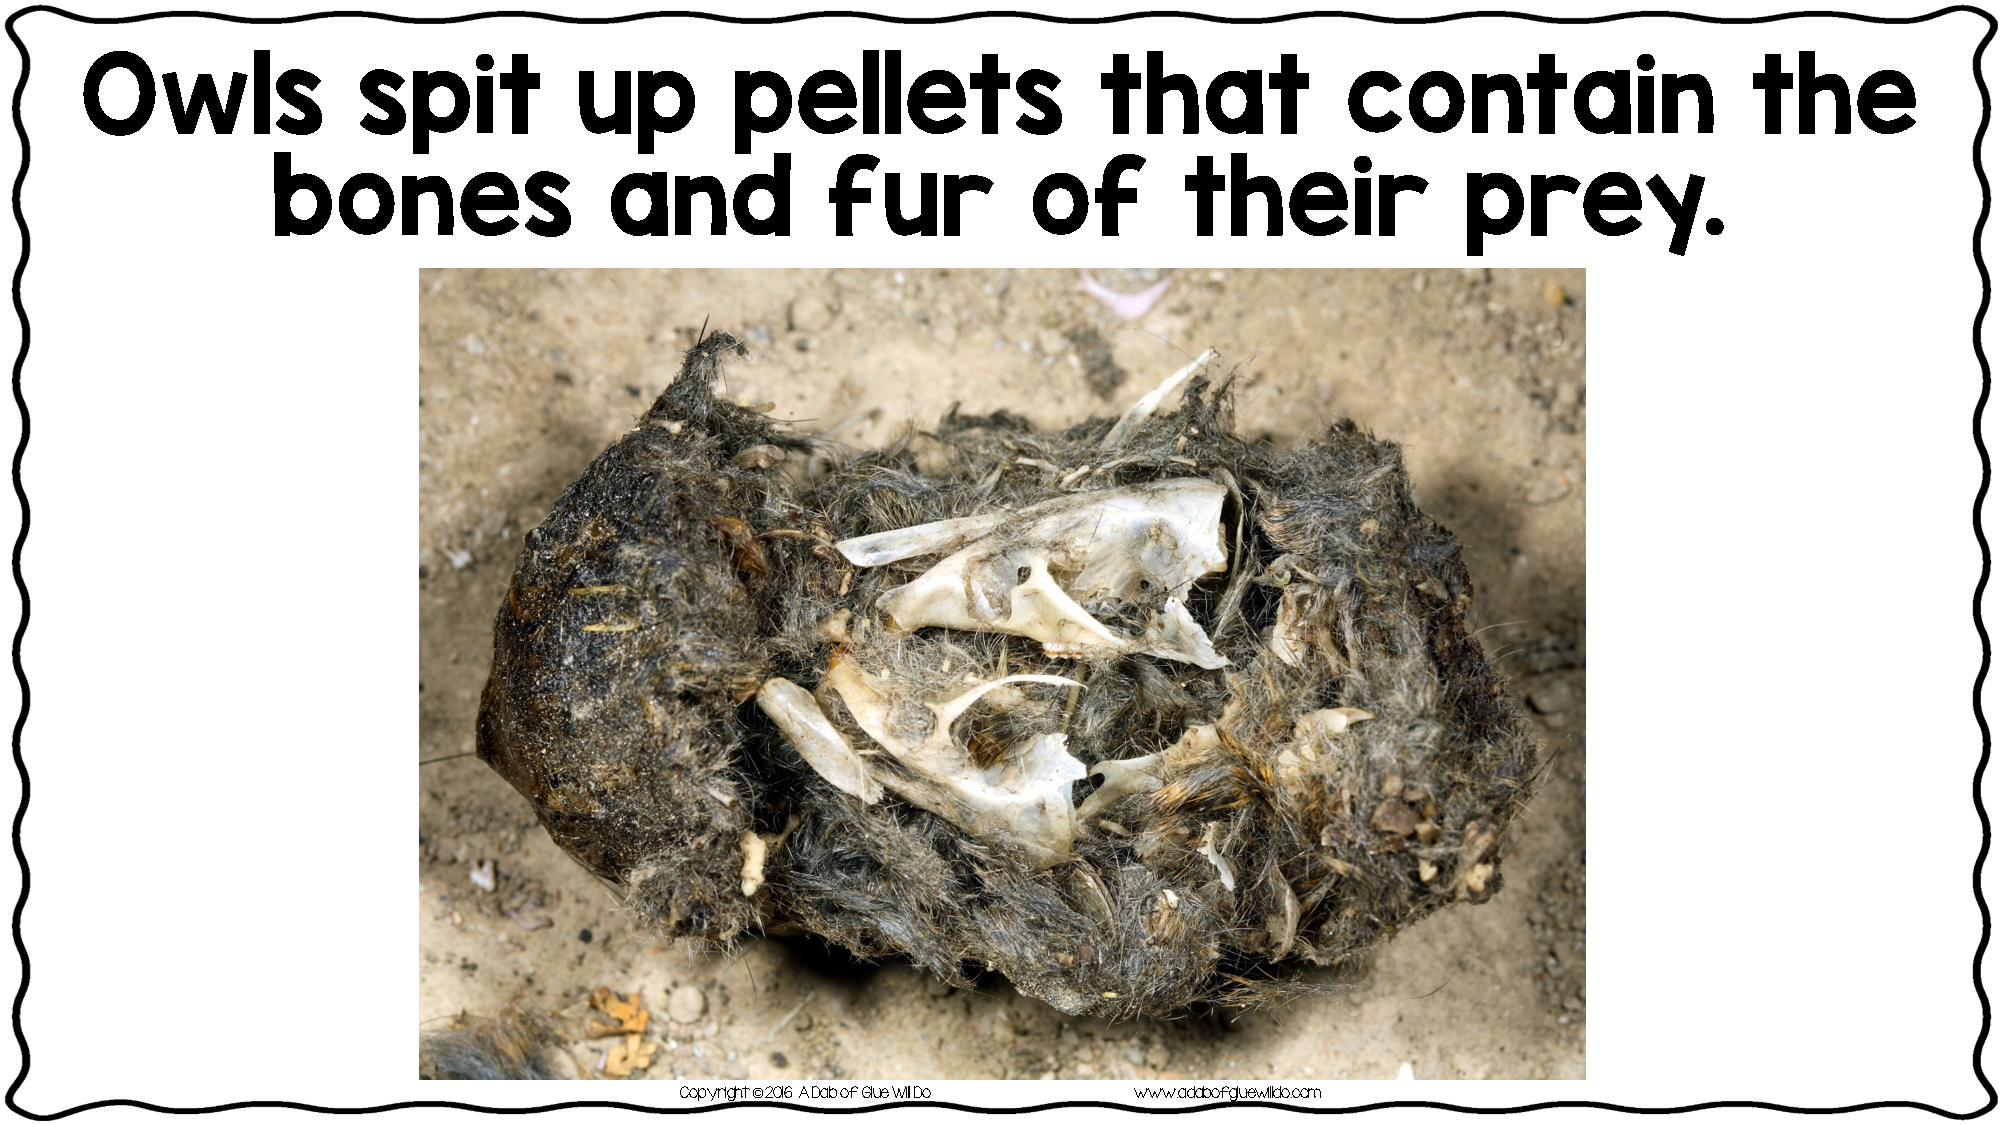 Owls spit up pellets that contain the
bones and fur of their prey.
Copyright ©2016 A Dab of Glue Will Do
www.adabofgluewilldo.com